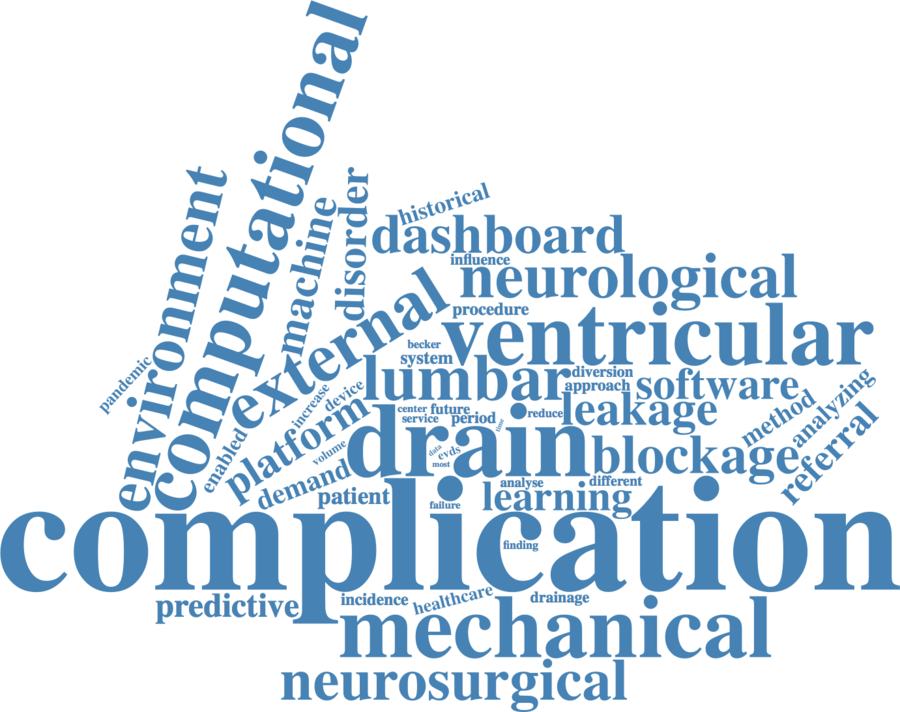 computational
environment
machine
disorder
historical
dashboard
influence
neurological
external
procedure
ventricular
becker
system
pandemic
lumbar
diversion
approach
software
increase
device
center
future
service
period
time
reduce
leakage
method
analyzing
enabled
platform
volume
drain
data
evds
most
blockage
referral
demand
patient
failure
analyse
different
learning
complication
finding
predictive
incidence
healthcare
drainage
mechanical
neurosurgical